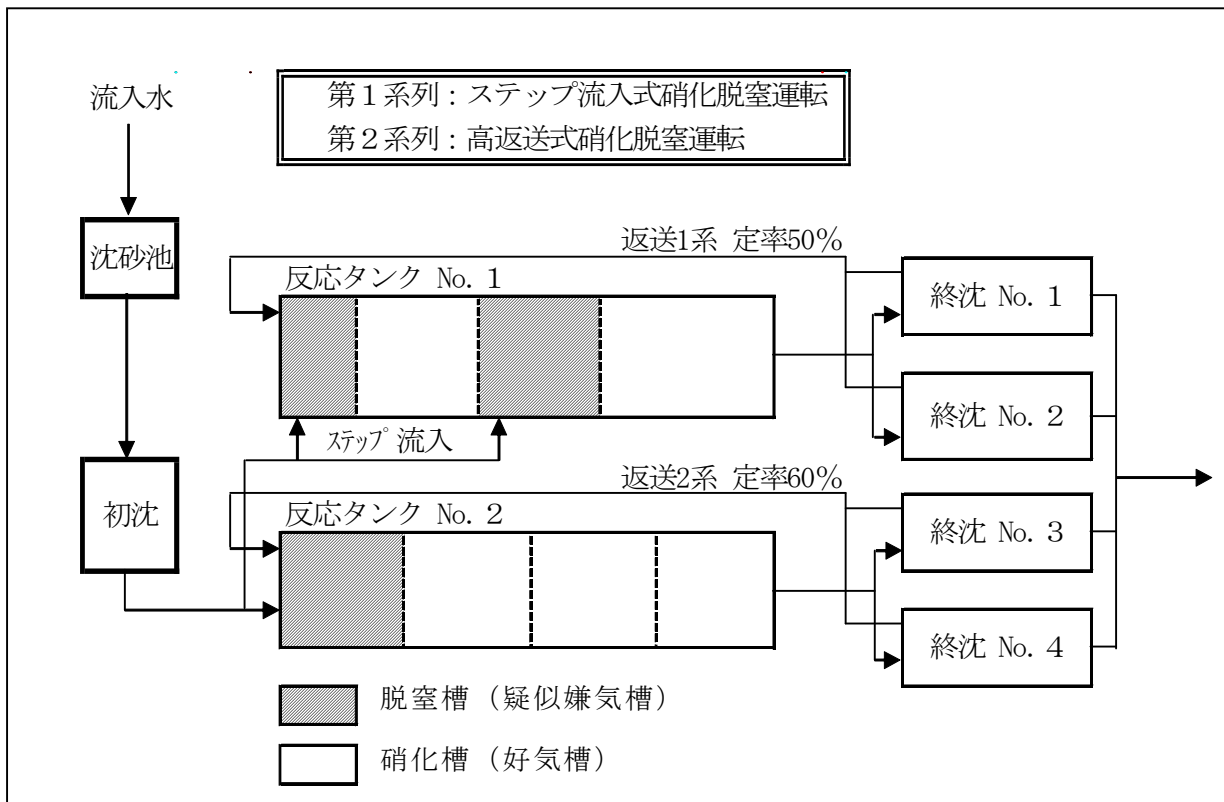 流入水
第１系列：ステップ流入式硝化脱窒運転
第２系列：高返送式硝化脱窒運転
沈砂池
返送1系 定率50％
反応タンク No. 1
終沈 No. 1
終沈 No. 2
ステップ 流入
初沈
返送2系 定率60％
反応タンク No. 2
終沈 No. 3
終沈 No. 4
脱窒槽（疑似嫌気槽）
硝化槽（好気槽）